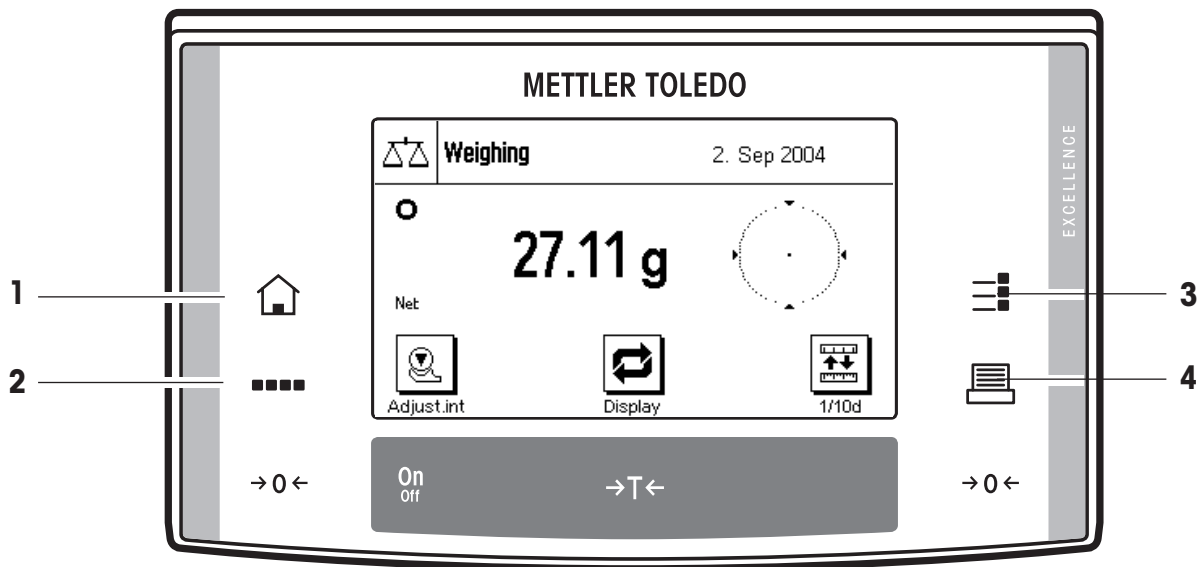 METTLER TOLEDO
EXCELLENCE
Weighing 2. Sep 2004
27.11 g
1
3
Net
2
4
Adjust.int Display 1/10d
→0← On →T← →0←
Off